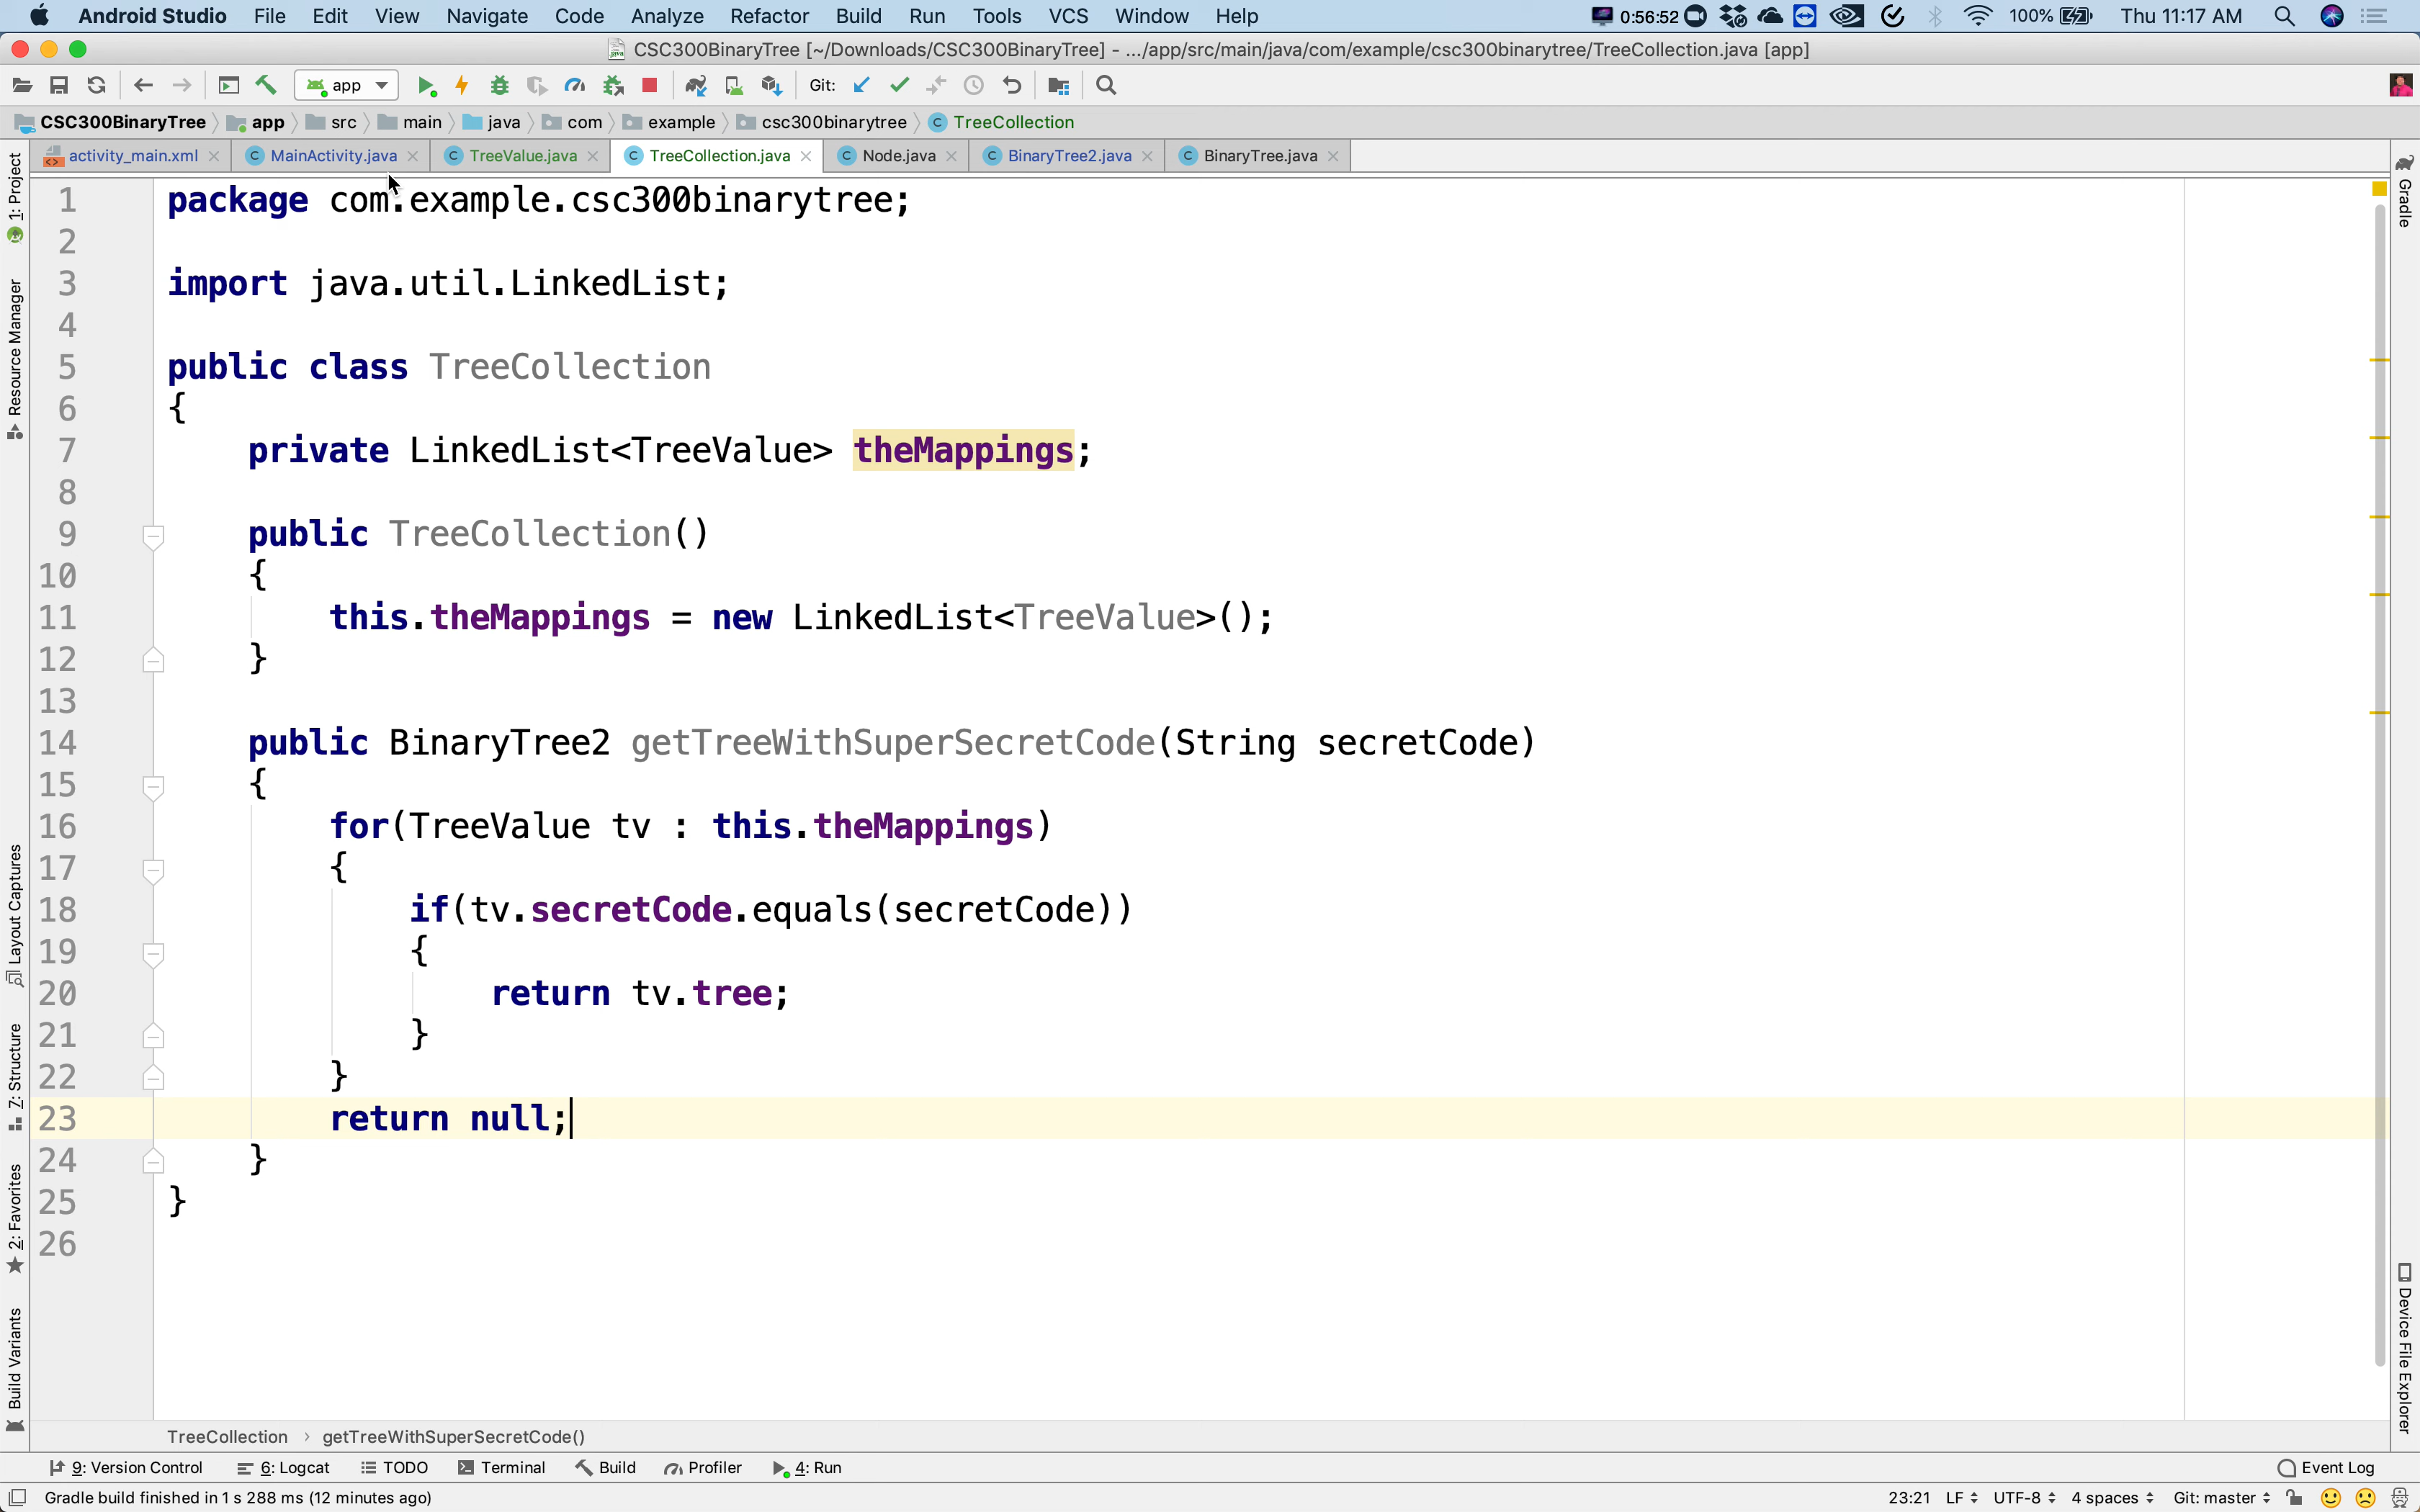 Android Studio File Edit View Navigate Code Analyze Refactor Build Run Tools VCS Window Help 0:56:52 100% Thu 11:17 AM
CSC300BinaryTree [~/Downloads/CSC300BinaryTree] - .../app/src/main/java/com/example/csc300binarytree/TreeCollection.java [app]
app Git:
CSC300BinaryTree app src main java com example csc300binarytree TreeCollection
activity_main.xml MainActivity.java TreeValue.java TreeCollection.java Node.java BinaryTree2.java BinaryTree.java
1 package com.example.csc300binarytree;
2
3 import java.util.LinkedList;
4
5 public class TreeCollection
6 {
7 private LinkedList<TreeValue> theMappings;
8
9 public TreeCollection()
10 {
11 this.theMappings = new LinkedList<TreeValue>();
12 }
13
14 public BinaryTree2 getTreeWithSuperSecretCode(String secretCode)
15 {
16 for(TreeValue tv : this.theMappings)
17 {
18 if(tv.secretCode.equals(secretCode))
19 {
20 return tv.tree;
21 }
22 }
23 return null;
24 }
25 }
26
1: Project
Resource Manager
Layout Captures
7: Structure
2: Favorites
Build Variants
Gradle
Device File Explorer
TreeCollection › getTreeWithSuperSecretCode()
9: Version Control 6: Logcat TODO Terminal Build Profiler 4: Run Event Log
Gradle build finished in 1 s 288 ms (12 minutes ago) 23:21 LF UTF-8 4 spaces Git: master